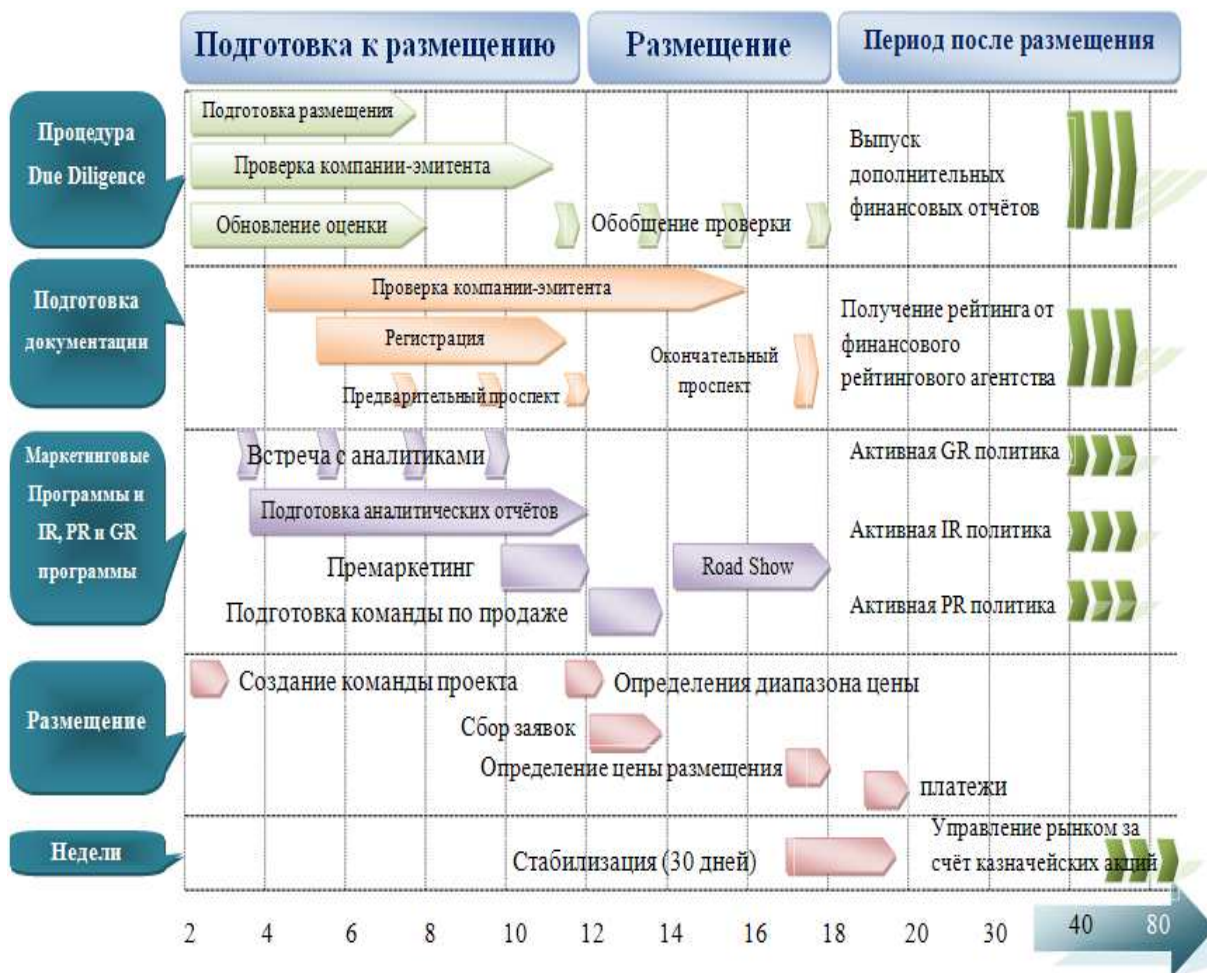 Подготовка к размещению
Размещение
Период после размещения
Процедура
Due Diligence
Подготовка размещения
Проверка компании-эмитента
Обновление оценки
Обобщение проверки
Выпуск
дополнительных
финансовых отчётов
Подготовка
документации
Проверка компании-эмитента
Регистрация
Предварительный проспект
Окончательный
проспект
Получение рейтинга от
финансового
рейтингового агентства
Маркетинговые
Программы и
IR, PR и GR
программы
Встреча с аналитиками
Подготовка аналитических отчётов
Премаркетинг
Road Show
Подготовка команды по продаже
Активная GR политика
Активная IR политика
Активная PR политика
Размещение
Создание команды проекта
Определения диапазона цены
Сбор заявок
Определение цены размещения
платежи
Недели
Стабилизация (30 дней)
Управление рынком за
счёт казначейских акций
2 4 6 8 10 12 14 16 18 20 30 40 80